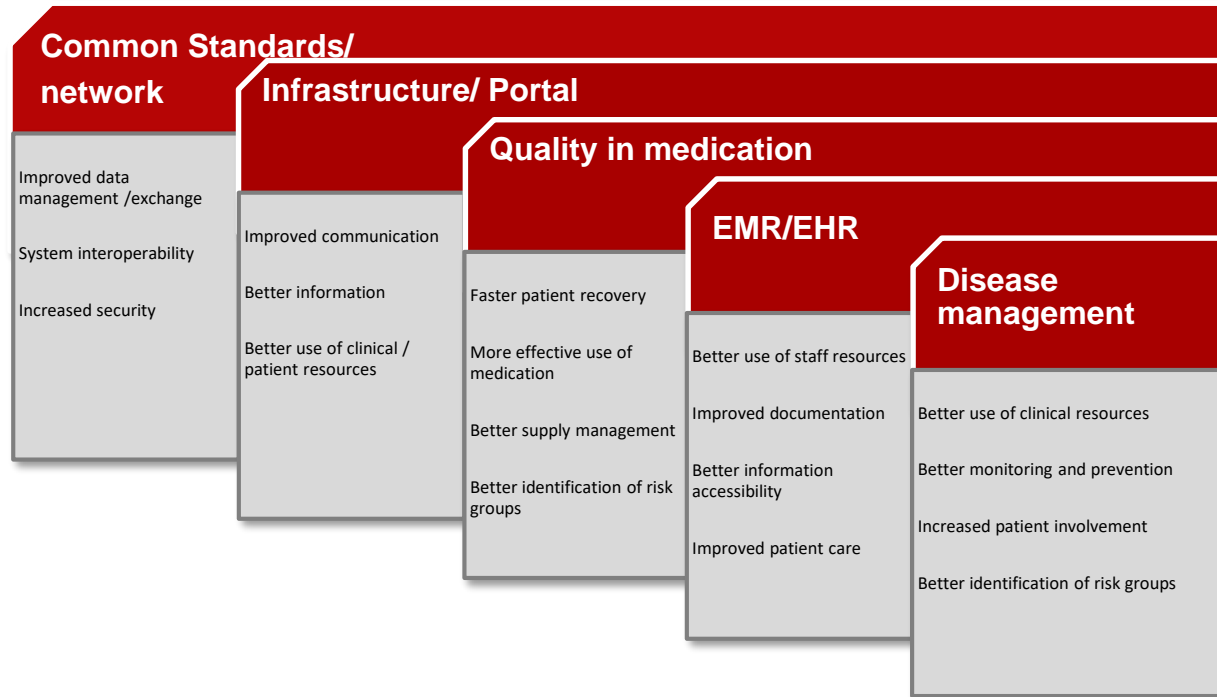 Common Standards/
network
Improved data
management /exchange
System interoperability
Increased security
Infrastructure/ Portal
Improved communication
Better information
Better use of clinical /
patient resources
Quality in medication
Faster patient recovery
More effective use of
medication
Better supply management
Better identification of risk
groups
EMR/EHR
Better use of staff resources
Improved documentation
Better information
accessibility
Improved patient care
Disease
management
Better use of clinical resources
Better monitoring and prevention
Increased patient involvement
Better identification of risk groups